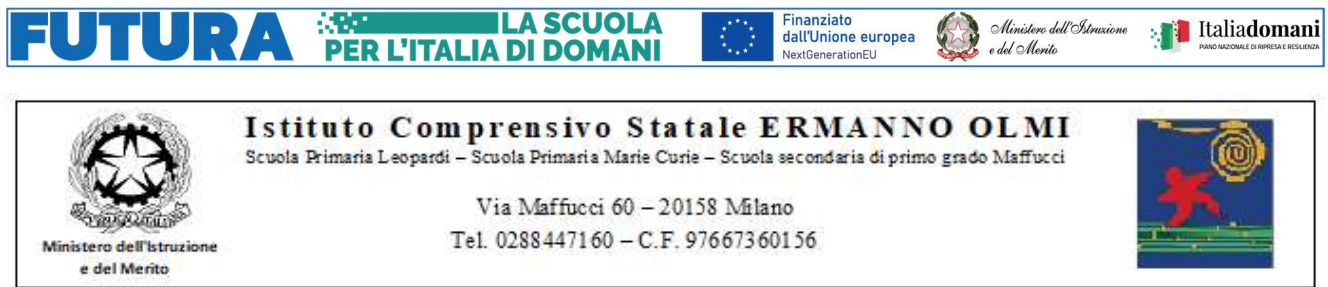 FUTURA
LA SCUOLA
PER L'ITALIA DI DOMANI
Finanziato
dall'Unione europea
NextGenerationEU
Ministero dell'Istruzione
e del Merito
Italiadomani
PIANO NAZIONALE DI RIPRESA E RESILIENZA
Istituto Comprensivo Statale ERMANNO OLMI
Scuola Primaria Leopardi – Scuola Primaria Marie Curie – Scuola secondaria di primo grado Maffucci
Via Maffucci 60 – 20158 Milano
Tel. 0288447160 – C.F. 97667360156
Ministero dell'Istruzione
e del Merito